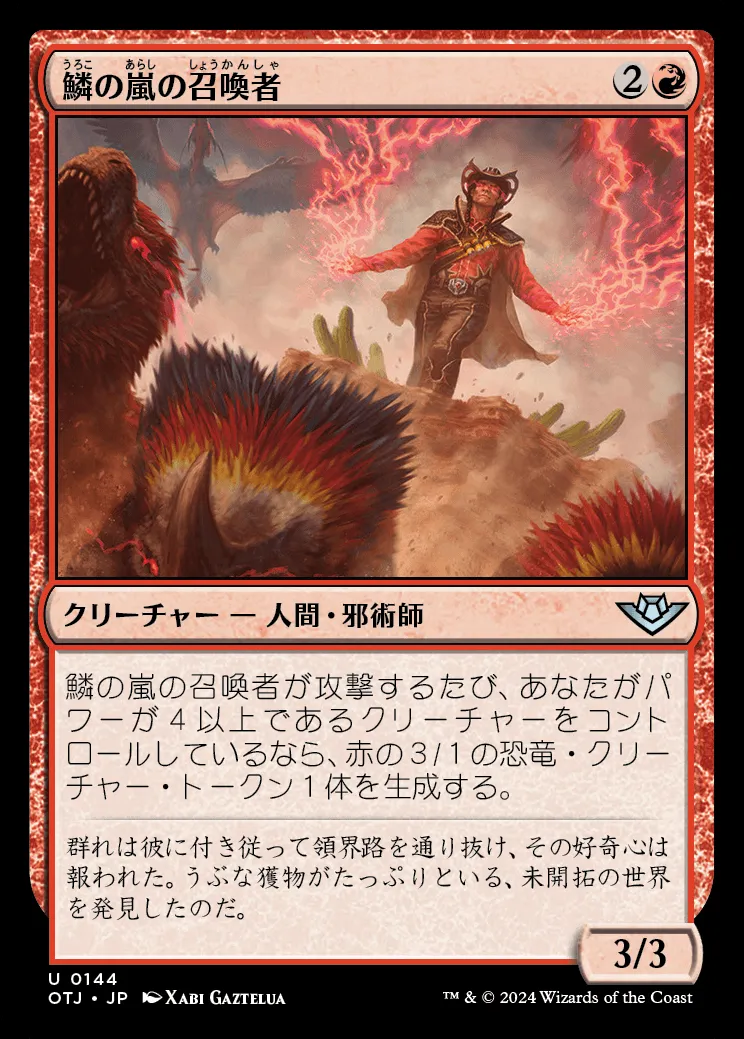 うろこ あらし しょうかんしゃ
鱗の嵐の召喚者 2
クリーチャー — 人間・邪術師
鱗の嵐の召喚者が攻撃するたび、あなたがパ
ワーが4以上であるクリーチャーをコント
ロールしているなら、赤の3/1の恐竜・クリー
チャー・トークン1体を生成する。
群れは彼に付き従って領界路を通り抜け、その好奇心は
報われた。うぶな獲物がたっぷりといる、未開拓の世界
を発見したのだ。
3/3
U 0144
OTJ • JP Xabi Gaztelua
™ & © 2024 Wizards of the Coast